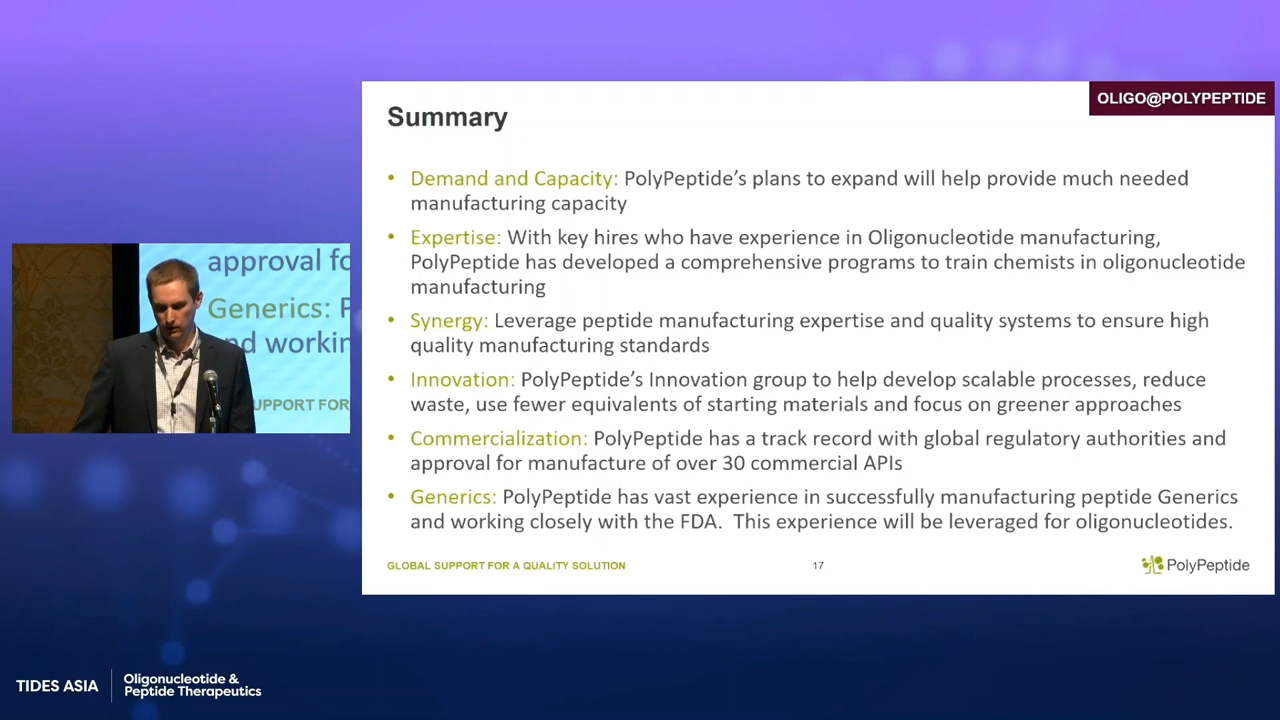 OLIGO@POLYPEPTIDE
Summary
• Demand and Capacity: PolyPeptide's plans to expand will help provide much needed
manufacturing capacity
• Expertise: With key hires who have experience in Oligonucleotide manufacturing,
PolyPeptide has developed a comprehensive programs to train chemists in oligonucleotide
manufacturing
• Synergy: Leverage peptide manufacturing expertise and quality systems to ensure high
quality manufacturing standards
• Innovation: PolyPeptide's Innovation group to help develop scalable processes, reduce
waste, use fewer equivalents of starting materials and focus on greener approaches
• Commercialization: PolyPeptide has a track record with global regulatory authorities and
approval for manufacture of over 30 commercial APIs
• Generics: PolyPeptide has vast experience in successfully manufacturing peptide Generics
and working closely with the FDA. This experience will be leveraged for oligonucleotides.
GLOBAL SUPPORT FOR A QUALITY SOLUTION
17
PolyPeptide
approval fo
Generics: P
nd workin
UPPORT FOR
TIDES ASIA
Oligonucleotide &
Peptide Therapeutics